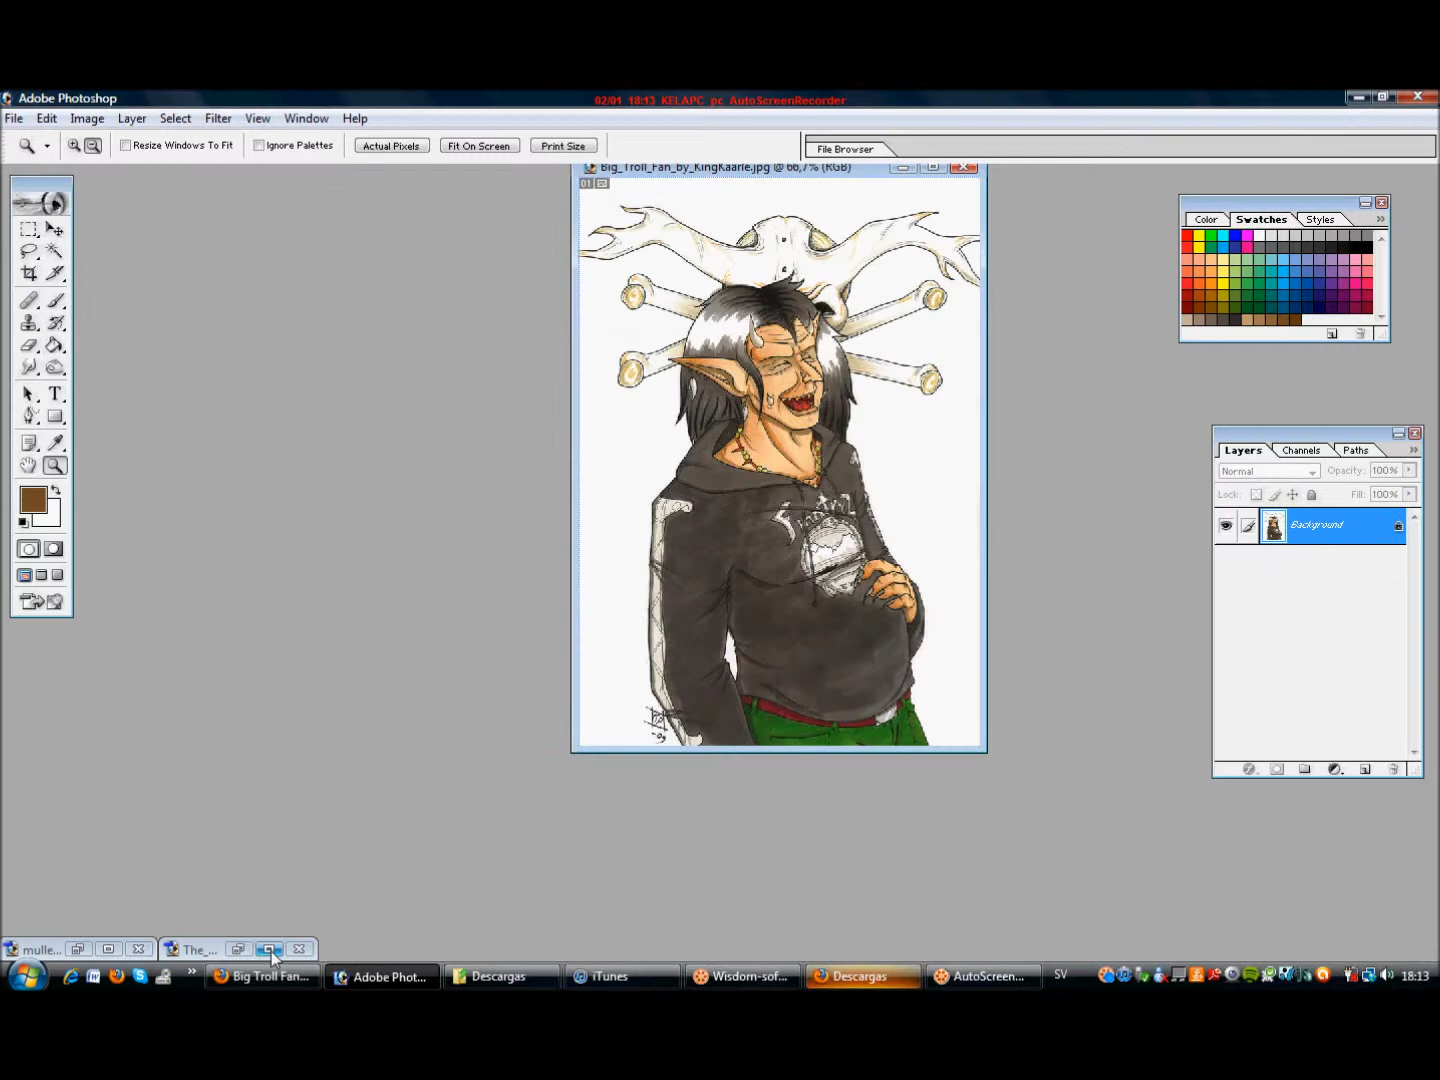 Adobe Photoshop
02/01 18:13 KELAPC pc AutoScreenRecorder
File Edit Image Layer Select Filter View Window Help
Resize Windows To Fit
Ignore Palettes
Actual Pixels
Fit On Screen
Print Size
File Browser
Big_Troll_Fan_by_KingKaarle.jpg @ 66,7% (RGB)
01
Color Swatches Styles
Layers Channels Paths
Normal
Opacity: 100%
Lock:
Fill: 100%
Background
mulle...
The_...
Big Troll Fan...
Adobe Phot...
Descargas
iTunes
Wisdom-sof...
Descargas
AutoScreen...
SV
18:13